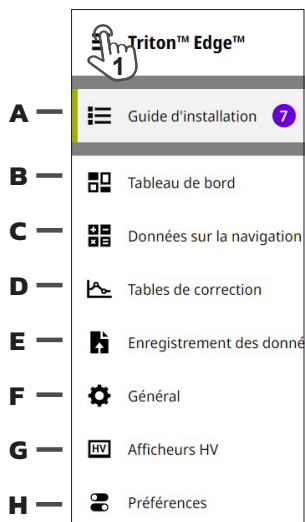 Triton™ Edge™
1
A Guide d'installation 7
B Tableau de bord
C Données sur la navigation
D Tables de correction
E Enregistrement des donné
F Général
G HV Afficheurs HV
H Préférences